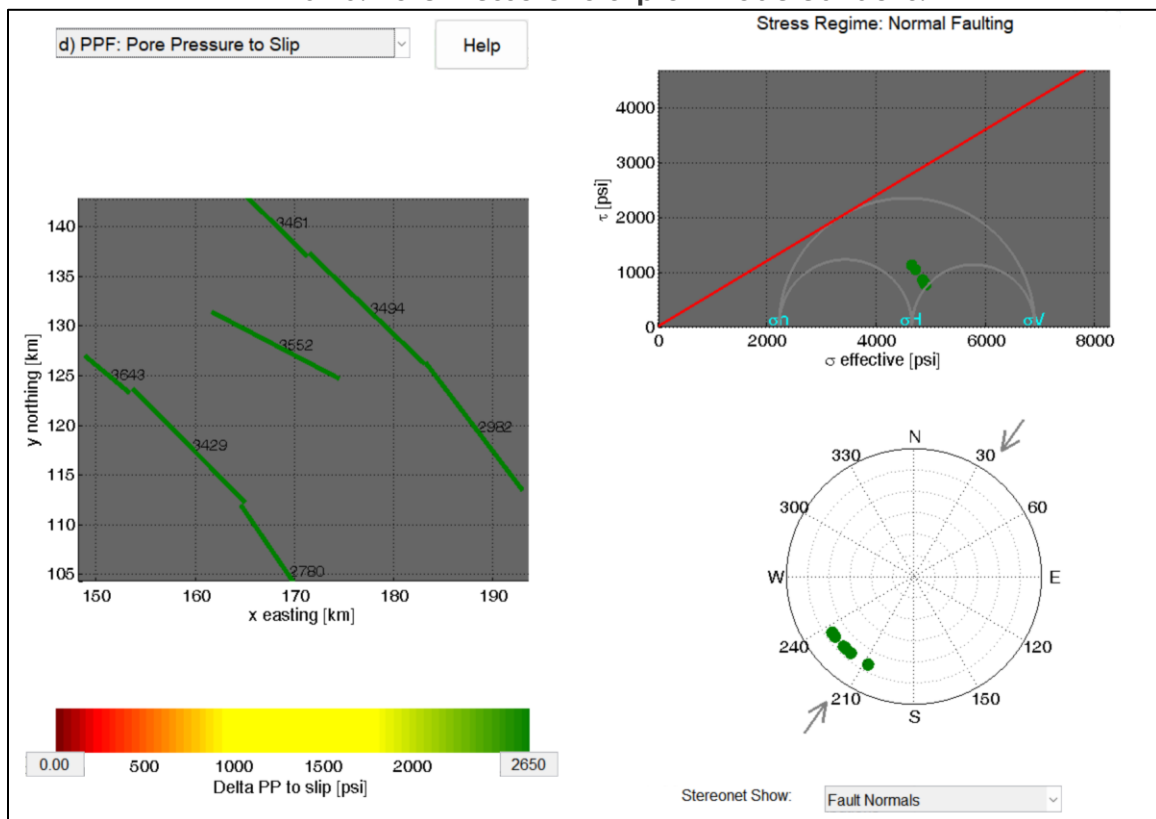 d) PPF: Pore Pressure to Slip
Help
Stress Regime: Normal Faulting
140
135
130
125
120
115
110
105
y northing [km]
150
160
170
180
190
x easting [km]
3461
3494
3552
3643
3429
2982
2780
4000
3000
2000
1000
0
τ [psi]
σh
σH
σV
0
2000
4000
6000
8000
σ effective [psi]
N
30
60
E
120
150
S
210
240
W
300
330
0.00
500
1000
1500
2000
2650
Delta PP to slip [psi]
Stereonet Show:
Fault Normals